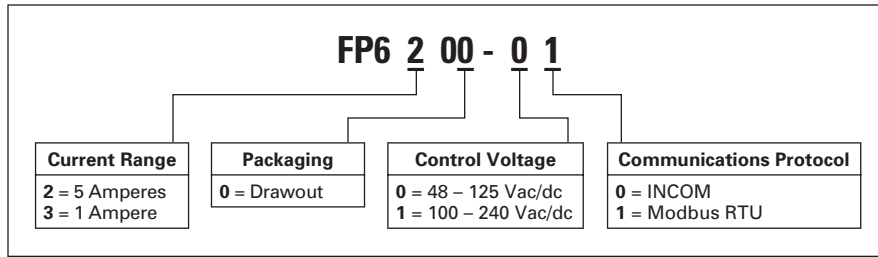 FP6 2 00 - 0 1
Current Range
2 = 5 Amperes
3 = 1 Ampere
Packaging
0 = Drawout
Control Voltage
0 = 48 – 125 Vac/dc
1 = 100 – 240 Vac/dc
Communications Protocol
0 = INCOM
1 = Modbus RTU